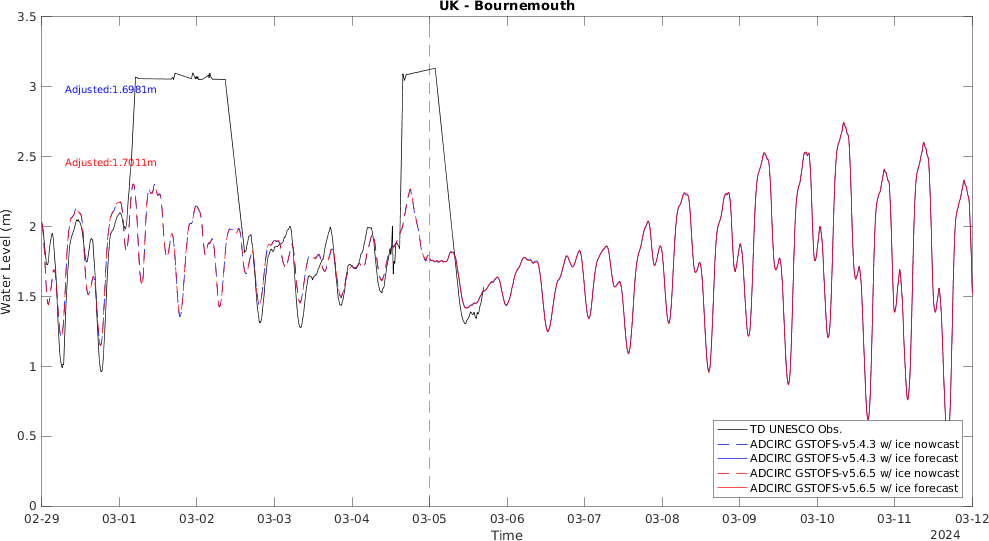 UK - Bournemouth
3.5
3
2.5
2
1.5
1
0.5
0
Water Level (m)
Adjusted:1.6981m
Adjusted:1.7011m
TD UNESCO Obs.
ADCIRC GSTOFS-v5.4.3 w/ ice nowcast
ADCIRC GSTOFS-v5.4.3 w/ ice forecast
ADCIRC GSTOFS-v5.6.5 w/ ice nowcast
ADCIRC GSTOFS-v5.6.5 w/ ice forecast
02-29 03-01 03-02 03-03 03-04 03-05 03-06 03-07 03-08 03-09 03-10 03-11 03-12
Time
2024